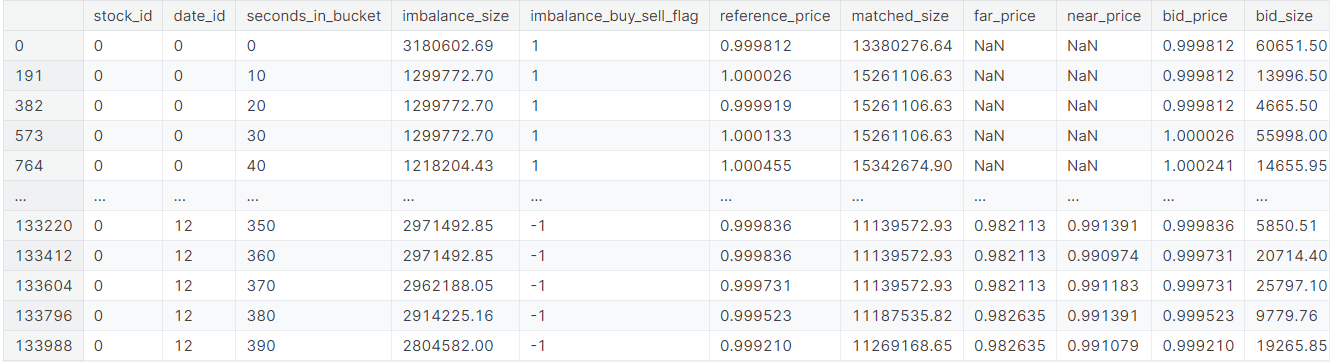 stock_id date_id seconds_in_bucket imbalance_size imbalance_buy_sell_flag reference_price matched_size far_price near_price bid_price bid_size
0 0 0 0 3180602.69 1 0.999812 13380276.64 NaN NaN 0.999812 60651.50
191 0 0 10 1299772.70 1 1.000026 15261106.63 NaN NaN 0.999812 13996.50
382 0 0 20 1299772.70 1 0.999919 15261106.63 NaN NaN 0.999812 4665.50
573 0 0 30 1299772.70 1 1.000133 15261106.63 NaN NaN 1.000026 55998.00
764 0 0 40 1218204.43 1 1.000455 15342674.90 NaN NaN 1.000241 14655.95
... ... ... ... ... ... ... ... ... ... ... ...
133220 0 12 350 2971492.85 -1 0.999836 11139572.93 0.982113 0.991391 0.999836 5850.51
133412 0 12 360 2971492.85 -1 0.999836 11139572.93 0.982113 0.990974 0.999731 20714.40
133604 0 12 370 2962188.05 -1 0.999731 11139572.93 0.982113 0.991183 0.999731 25797.10
133796 0 12 380 2914225.16 -1 0.999523 11187535.82 0.982635 0.991391 0.999523 9779.76
133988 0 12 390 2804582.00 -1 0.999210 11269168.65 0.982635 0.991079 0.999210 19265.85